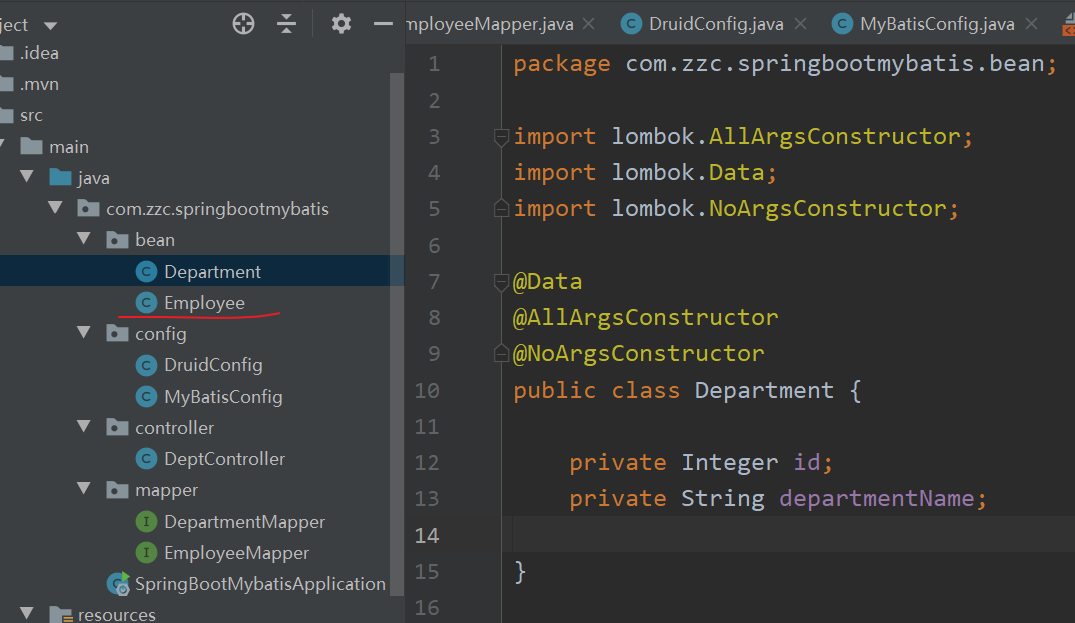 ject
.idea
.mvn
src
main
java
com.zzc.springbootmybatis
bean
Department
Employee
config
DruidConfig
MyBatisConfig
controller
DeptController
mapper
DepartmentMapper
EmployeeMapper
SpringBootMybatisApplication
resources
mployeeMapper.java DruidConfig.java MyBatisConfig.java
1 package com.zzc.springbootmybatis.bean;
2
3 import lombok.AllArgsConstructor;
4 import lombok.Data;
5 import lombok.NoArgsConstructor;
6
7 @Data
8 @AllArgsConstructor
9 @NoArgsConstructor
10 public class Department {
11
12 private Integer id;
13 private String departmentName;
14
15 }
16